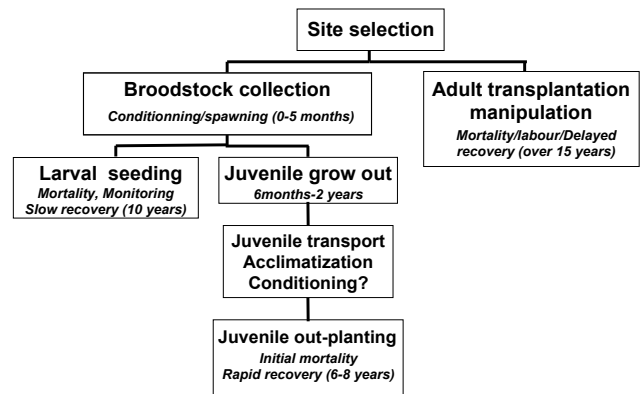 Site selection
Broodstock collection
Conditionning/spawning (0-5 months)
Adult transplantation
manipulation
Mortality/labour/Delayed
recovery (over 15 years)
Larval seeding
Mortality, Monitoring
Slow recovery (10 years)
Juvenile grow out
6months-2 years
Juvenile transport
Acclimatization
Conditioning?
Juvenile out-planting
Initial mortality
Rapid recovery (6-8 years)